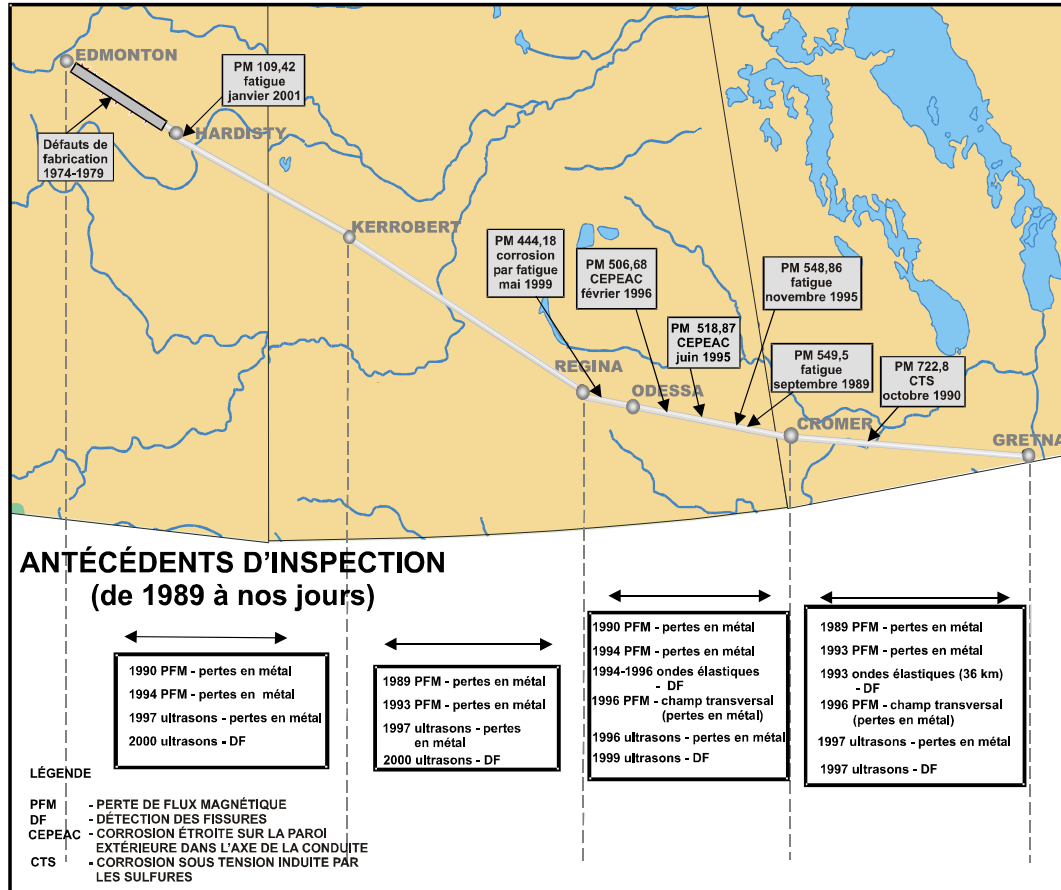 EDMONTON
PM 109,42
fatigue
janvier 2001
HARDISTY
Défauts de
fabrication
1974-1979
KERROBERT
PM 444,18
corrosion
par fatigue
mai 1999
PM 506,68
CEPEAC
février 1996
PM 548,86
fatigue
novembre 1995
PM 518,87
CEPEAC
juin 1995
PM 549,5
fatigue
septembre 1989
PM 722,8
CTS
octobre 1990
REGINA
ODESSA
CROMER
GRETNA
ANTÉCÉDENTS D'INSPECTION
(de 1989 à nos jours)
1990 PFM - pertes en métal
1994 PFM - pertes en métal
1997 ultrasons - pertes en métal
2000 ultrasons - DF
1989 PFM - pertes en métal
1993 PFM - pertes en métal
1997 ultrasons - pertes
en métal
2000 ultrasons - DF
1990 PFM - pertes en métal
1994 PFM - pertes en métal
1994-1996 ondes élastiques
- DF
1996 PFM - champ transversal
(pertes en métal)
1996 ultrasons - pertes en métal
1999 ultrasons - DF
1989 PFM - pertes en métal
1993 PFM - pertes en métal
1993 ondes élastiques (36 km)
- DF
1996 PFM - champ transversal
(pertes en métal)
1997 ultrasons - pertes en métal
1997 ultrasons - DF
LÉGENDE
PFM - PERTE DE FLUX MAGNÉTIQUE
DF - DÉTECTION DES FISSURES
CEPEAC - CORROSION ÉTROITE SUR LA PAROI
EXTÉRIEURE DANS L'AXE DE LA CONDUITE
CTS - CORROSION SOUS TENSION INDUITE PAR
LES SULFURES